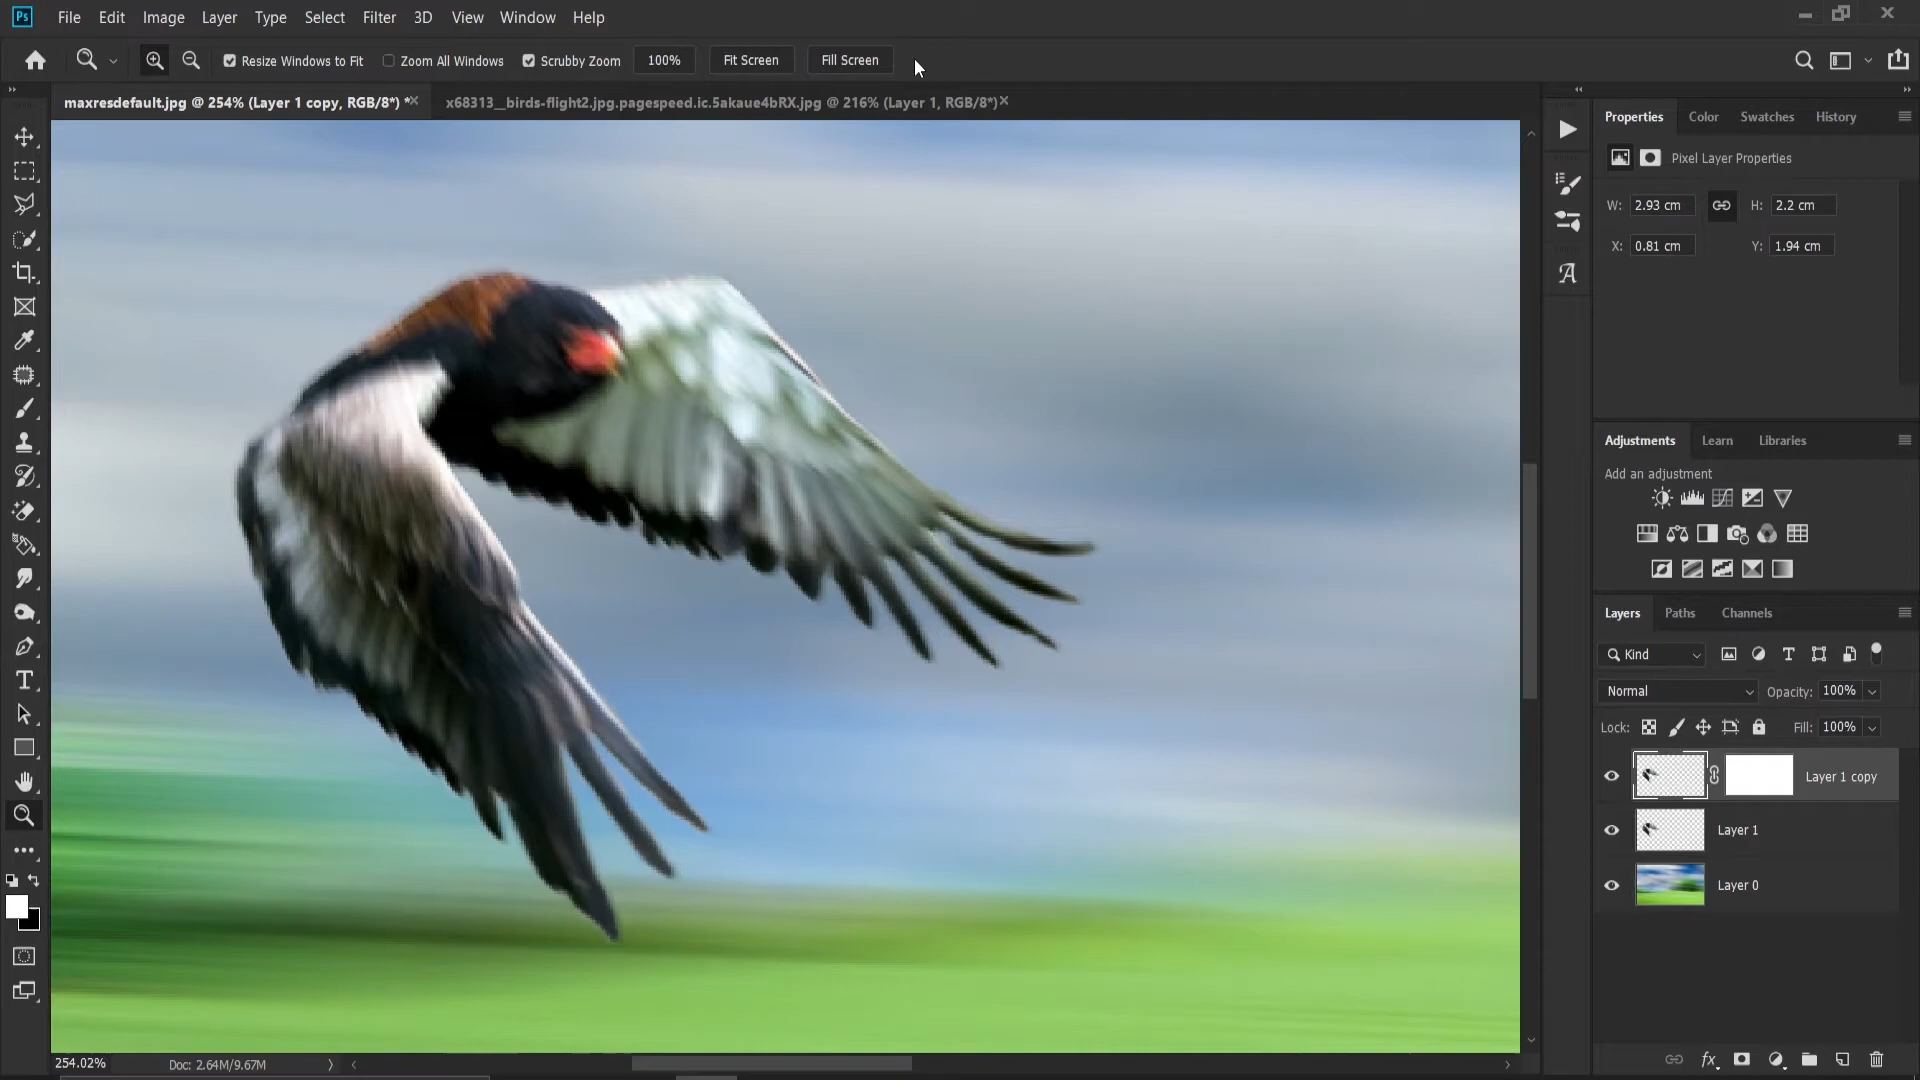 Ps File Edit Image Layer Type Select Filter 3D View Window Help
Resize Windows to Fit Zoom All Windows Scrubby Zoom 100% Fit Screen Fill Screen
maxresdefault.jpg @ 254% (Layer 1 copy, RGB/8*) * x68313__birds-flight2.jpg.pagespeed.ic.5akaue4bRX.jpg @ 216% (Layer 1, RGB/8*)
Properties Color Swatches History
Pixel Layer Properties
W: 2.93 cm H: 2.2 cm
X: 0.81 cm Y: 1.94 cm
Adjustments Learn Libraries
Add an adjustment
Layers Paths Channels
Kind
Normal Opacity: 100%
Lock: Fill: 100%
Layer 1 copy
Layer 1
Layer 0
254.02% Doc: 2.64M/9.67M
fx